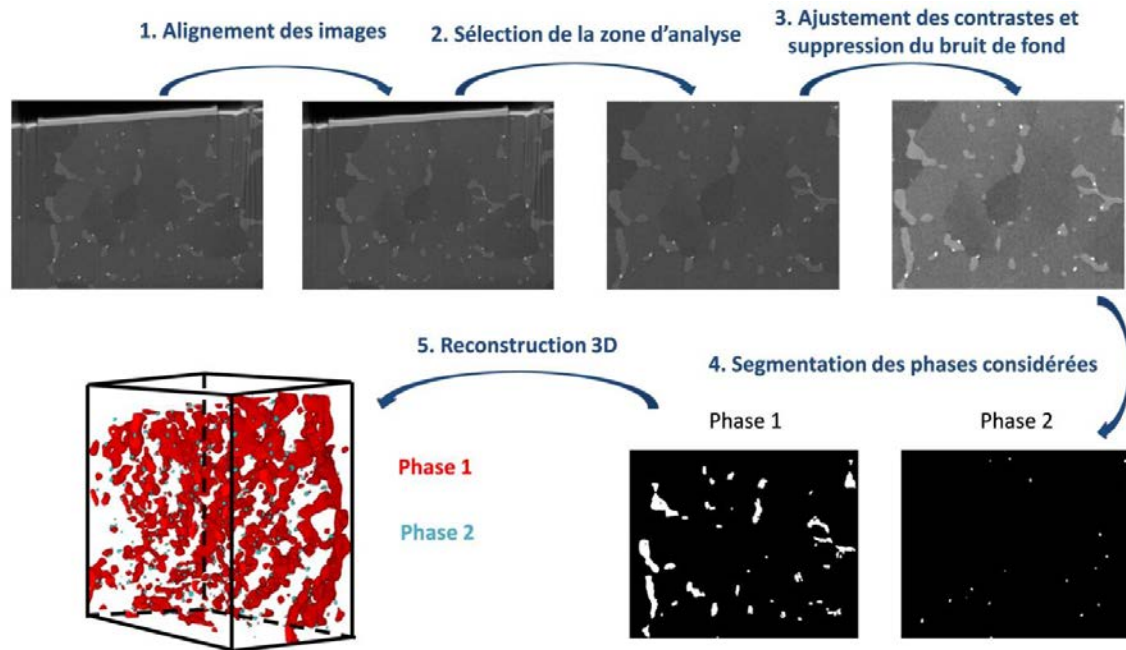 1. Alignement des images
2. Sélection de la zone d'analyse
3. Ajustement des contrastes et
suppression du bruit de fond
4. Segmentation des phases considérées
Phase 1
Phase 2
5. Reconstruction 3D
Phase 1
Phase 2